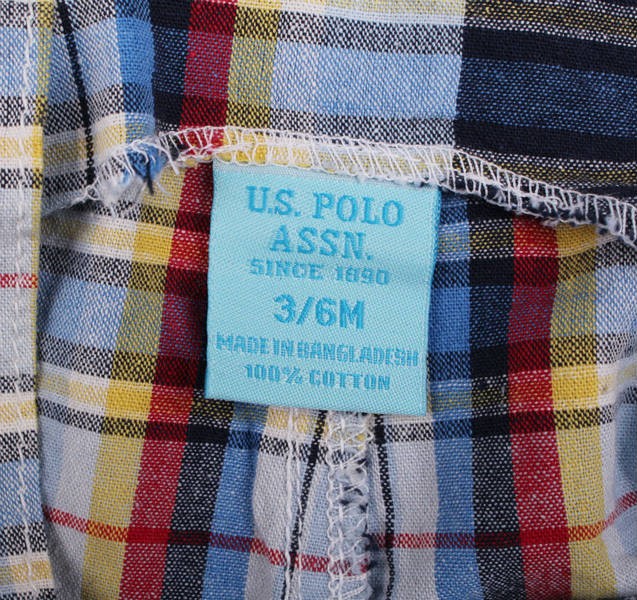 U.S. POLO
ASSN.
SINCE 1890
3/6M
MADE IN BANGLADESH
100% COTTON